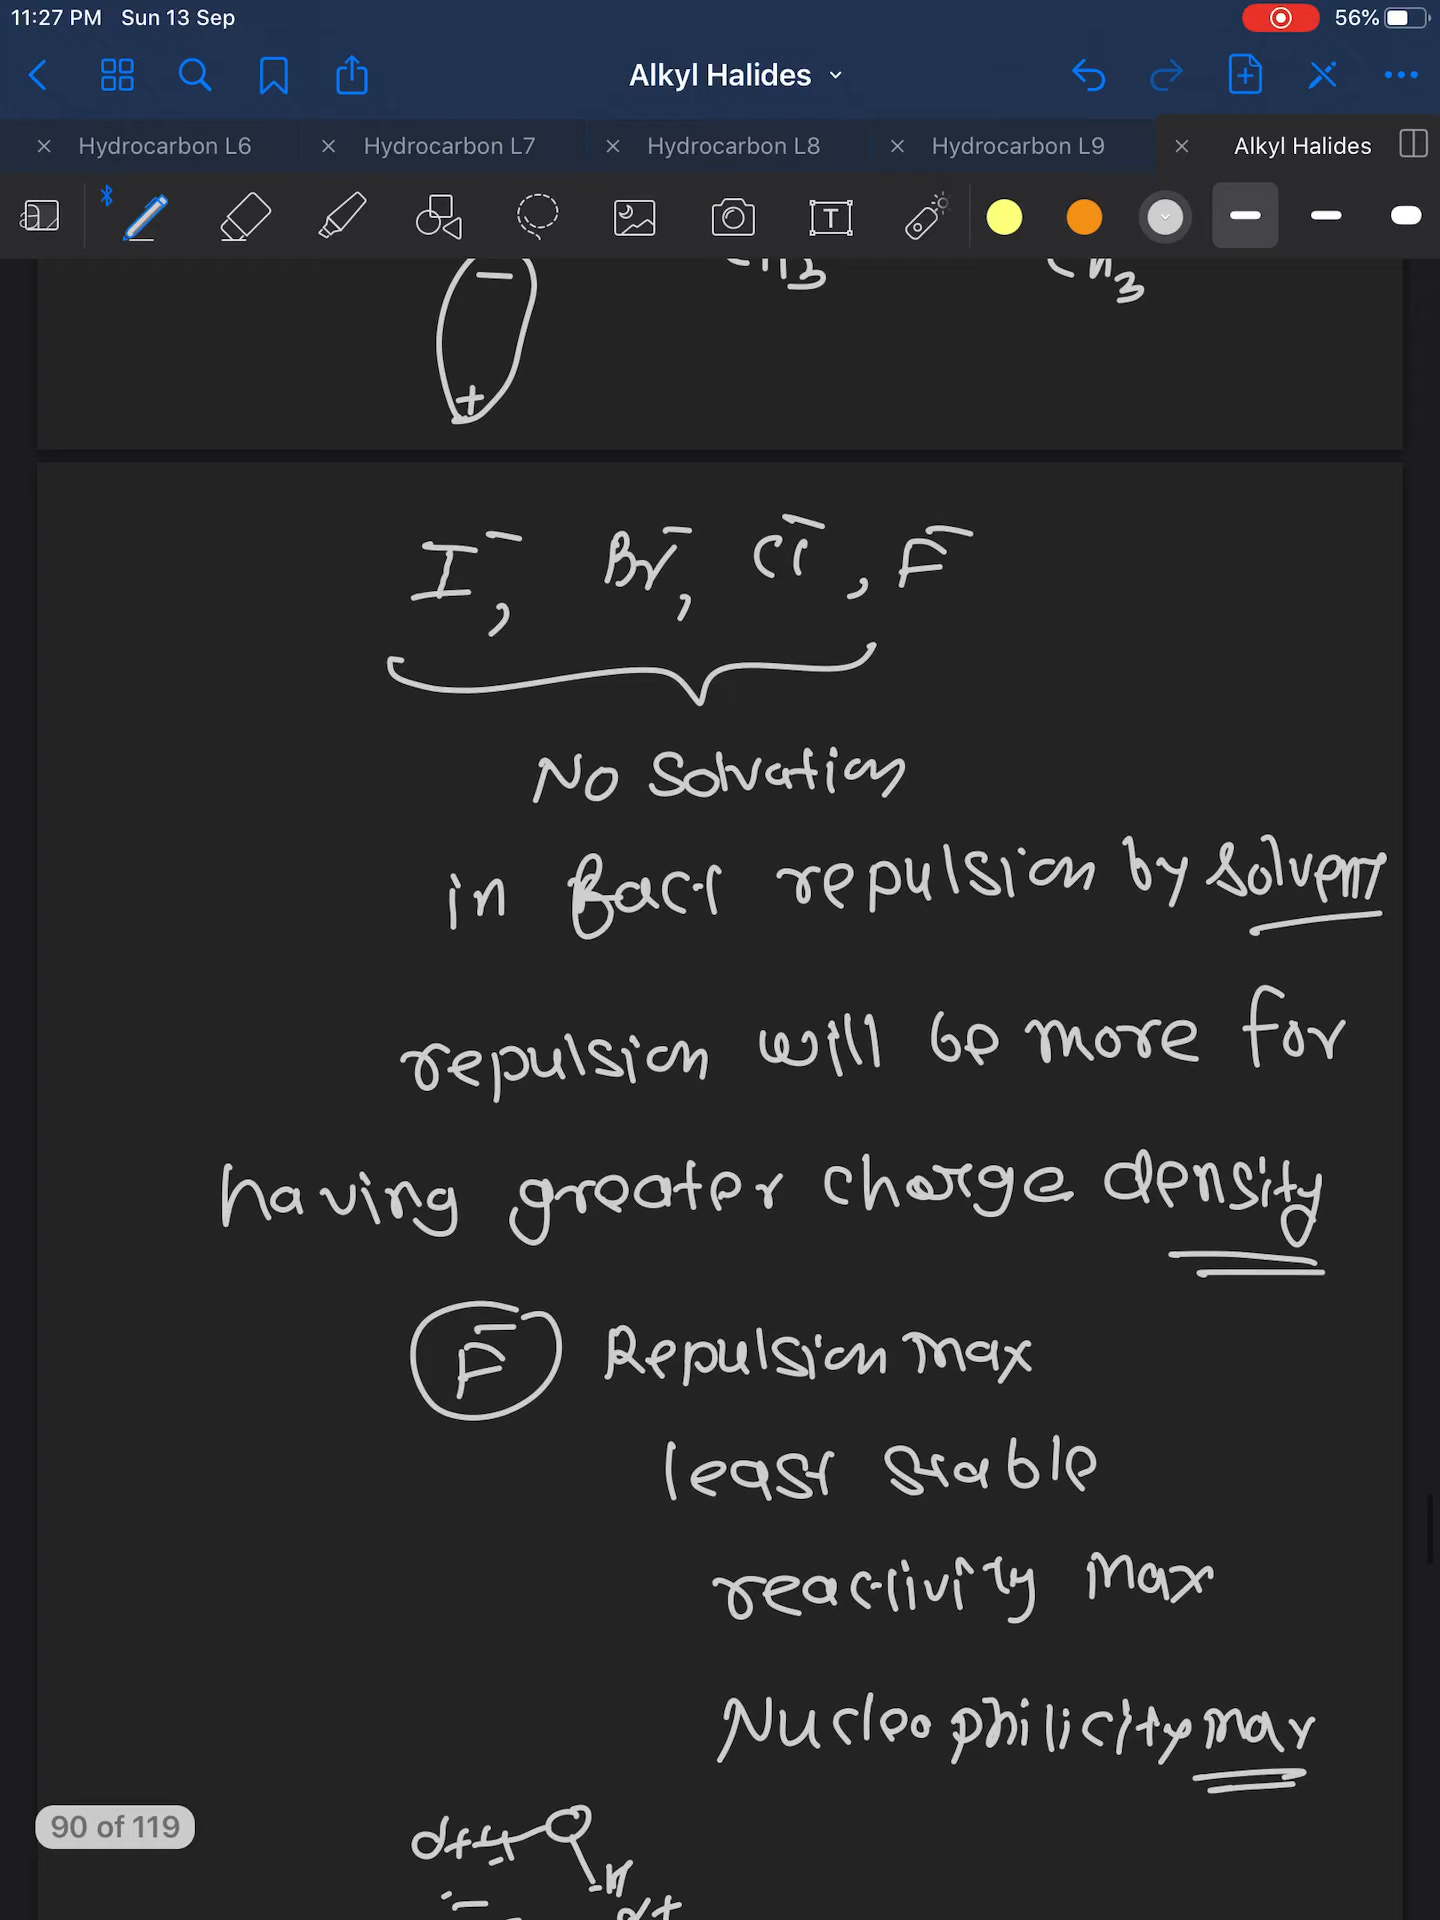 11:27 PM Sun 13 Sep 56%
Alkyl Halides
Hydrocarbon L6 Hydrocarbon L7 Hydrocarbon L8 Hydrocarbon L9 Alkyl Halides
T
−
CH3 CH3
+
I⁻, Br⁻, Cl⁻, F⁻
No Solvation
in fact repulsion by solvent
repulsion will be more for
having greater charge density
F⁻ Repulsion max
least stable
reactivity max
Nucleophilicity max
90 of 119
O
H